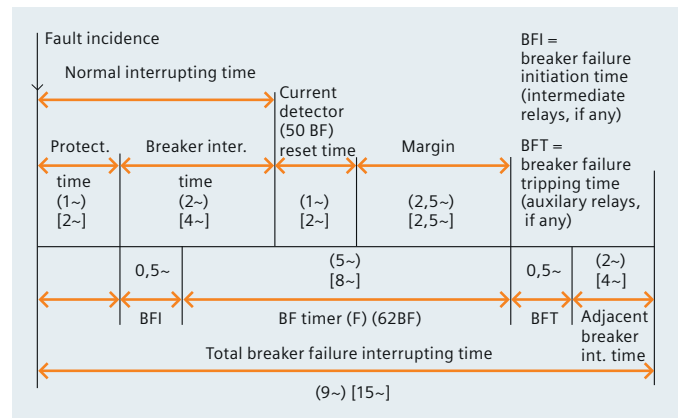 Fault incidence
Normal interrupting time
Current
detector
(50 BF)
reset time
Protect.
time
(1~)
[2~]
Breaker inter.
time
(2~)
[4~]
(1~)
[2~]
Margin
(2,5~)
[2,5~]
BFI =
breaker failure
initiation time
(intermediate
relays, if any)
BFT =
breaker failure
tripping time
(auxilary relays,
if any)
0,5~
BFI
(5~)
[8~]
BF timer (F) (62BF)
0,5~
BFT
(2~)
[4~]
Adjacent
breaker
int. time
Total breaker failure interrupting time
(9~) [15~]